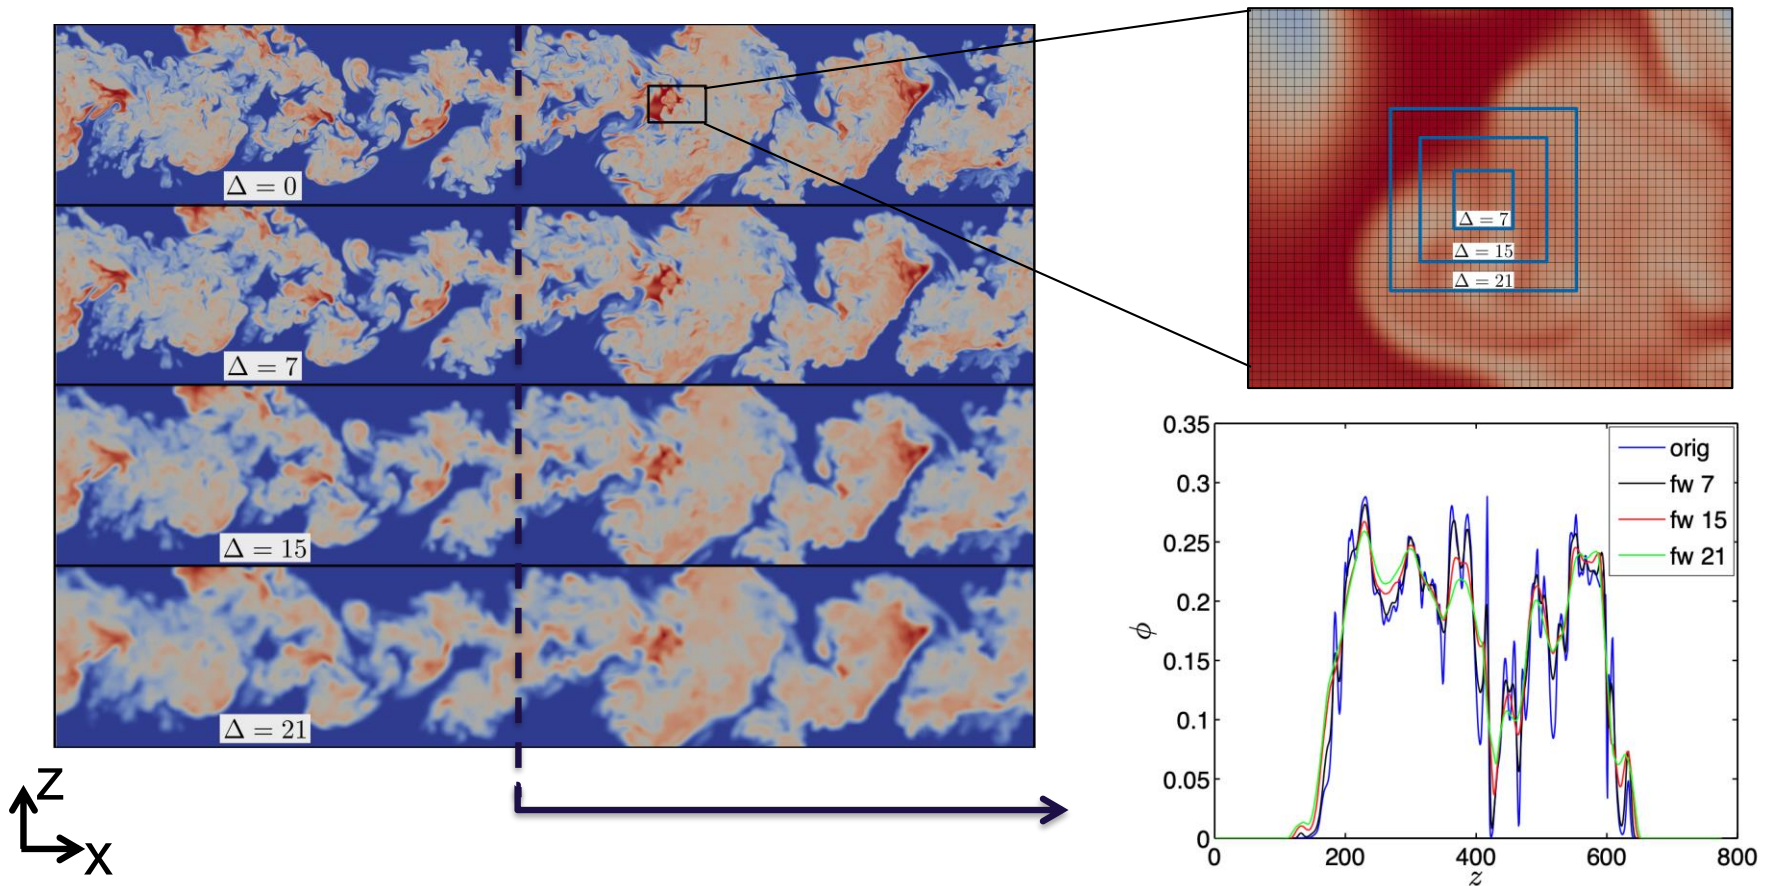 Δ = 0
Δ = 7
Δ = 15
Δ = 21
Z
X
Δ = 7
Δ = 15
Δ = 21
0.35
0.3
0.25
0.2
0.15
0.1
0.05
0
ϕ
orig
fw 7
fw 15
fw 21
0 200 400 600 800
z